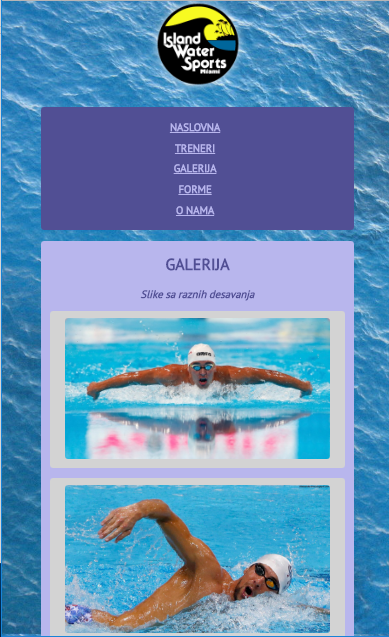 Island
Water
Sports
Miami
NASLOVNA
TRENERI
GALERIJA
FORME
O NAMA
GALERIJA
Slike sa raznih desavanja